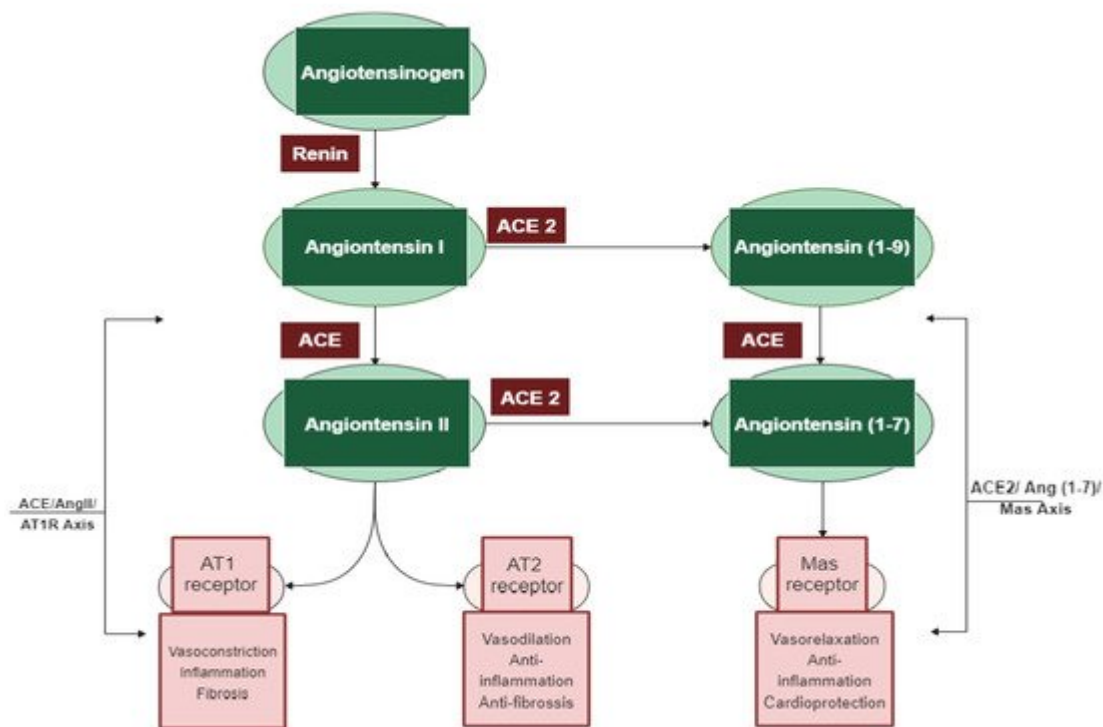 Angiotensinogen
Renin
Angiontensin I
ACE 2
Angiontensin (1-9)
ACE
ACE
Angiontensin II
ACE 2
Angiontensin (1-7)
ACE/AngII/
AT1R Axis
ACE2/ Ang (1-7)/
Mas Axis
AT1
receptor
Vasoconstriction
Inflammation
Fibrosis
AT2
receptor
Vasodilation
Anti-
inflammation
Anti-fibrossis
Mas
receptor
Vasorelaxation
Anti-
inflammation
Cardioprotection